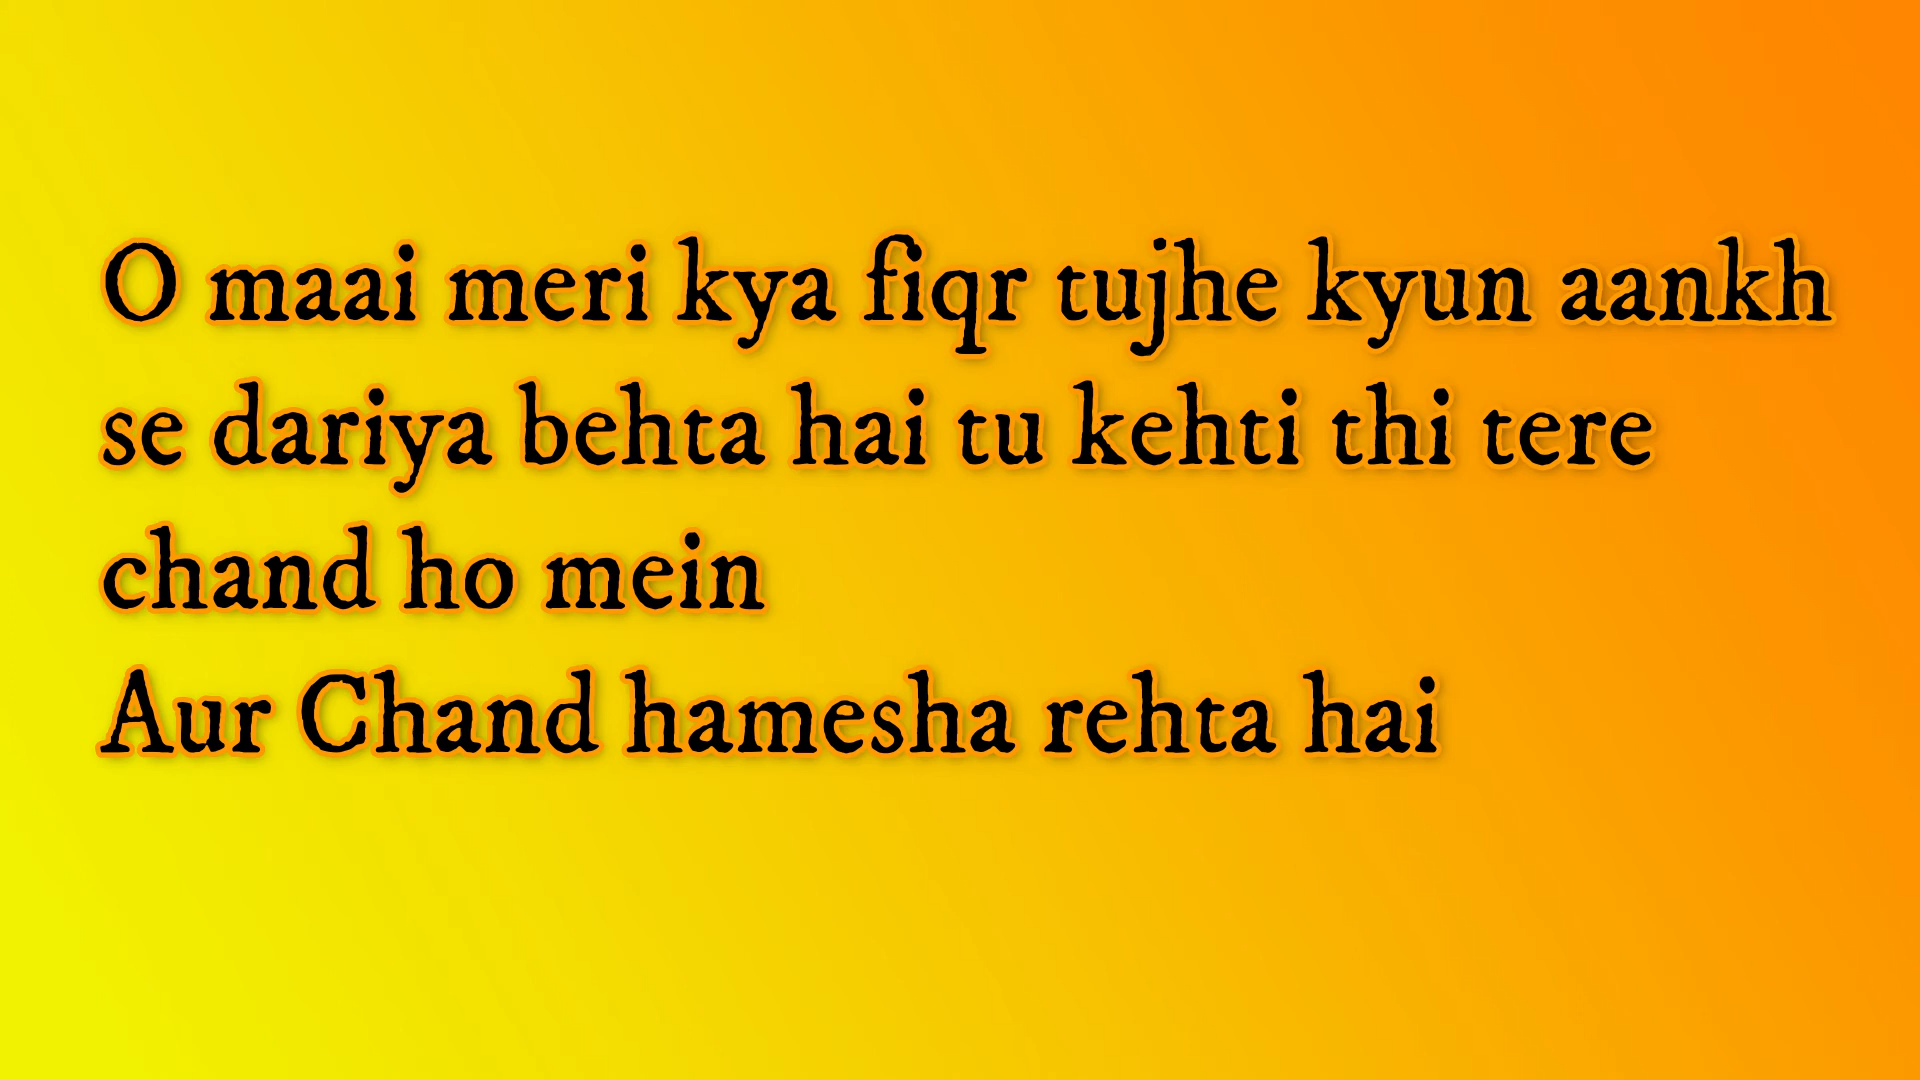 O maai meri kya fiqr tujhe kyun aankh
se dariya behta hai tu kehti thi tere
chand ho mein
Aur Chand hamesha rehta hai